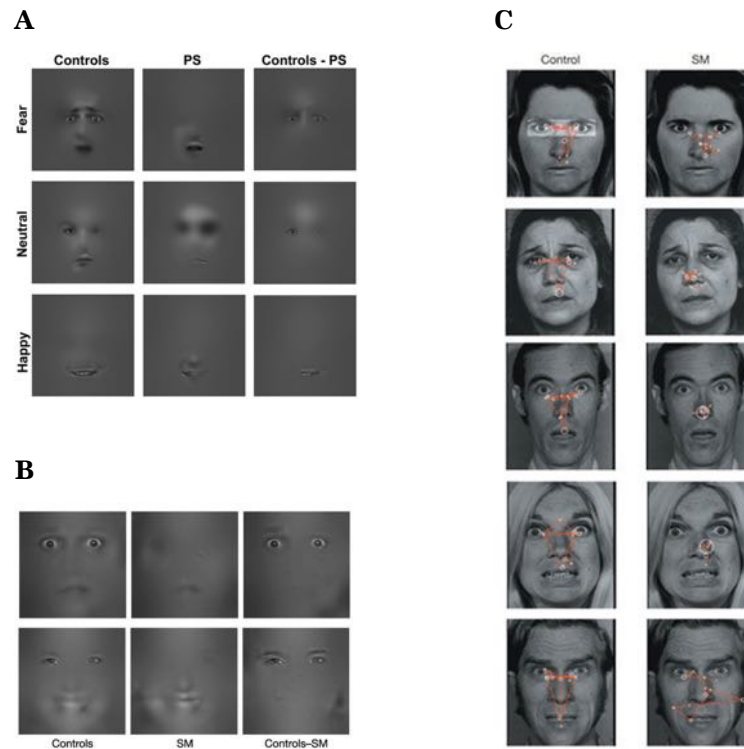 A
Controls PS Controls - PS
Fear
Neutral
Happy
B
Controls SM Controls–SM
C
Control SM